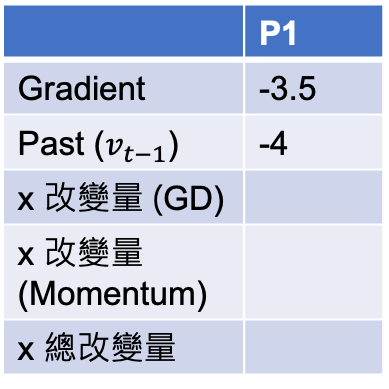 P1
Gradient -3.5
Past (𝑣𝑡−1) -4
x 改變量 (GD)
x 改變量
(Momentum)
x 總改變量